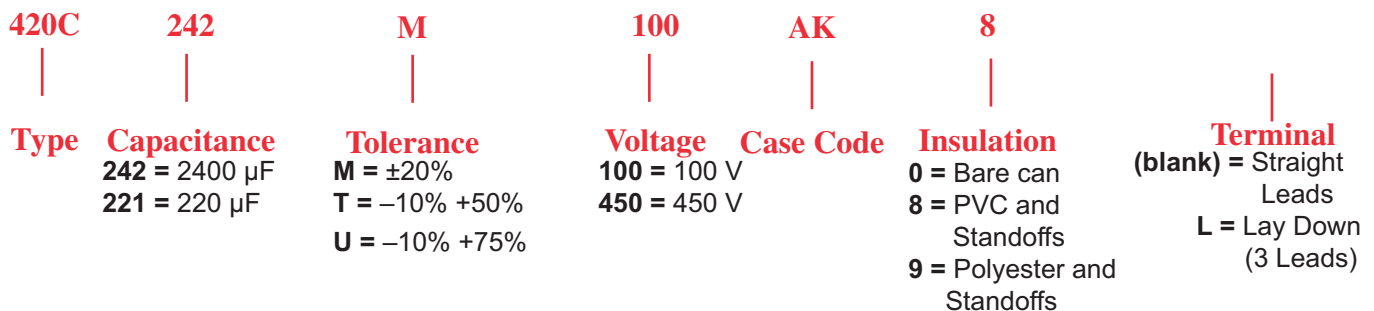 420C 242 M 100 AK 8
Type Capacitance Tolerance Voltage Case Code Insulation Terminal
242 = 2400 µF
221 = 220 µF
M = ±20%
T = –10% +50%
U = –10% +75%
100 = 100 V
450 = 450 V
0 = Bare can
8 = PVC and
Standoffs
9 = Polyester and
Standoffs
(blank) = Straight
Leads
L = Lay Down
(3 Leads)